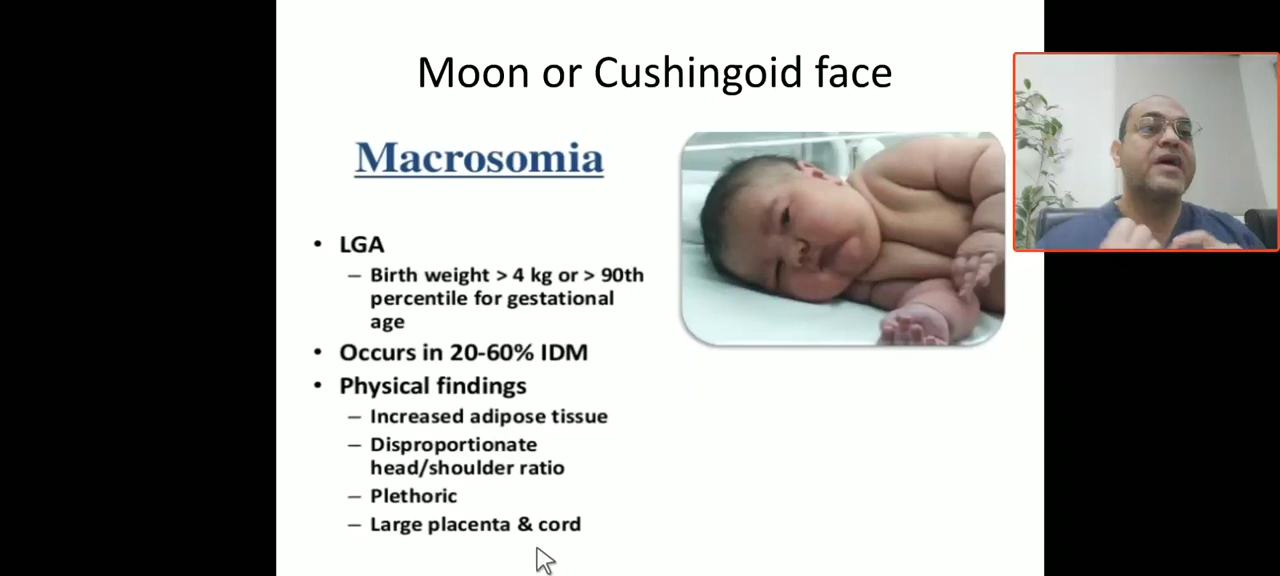 Moon or Cushingoid face
Macrosomia
• LGA
– Birth weight > 4 kg or > 90th
percentile for gestational
age
• Occurs in 20-60% IDM
• Physical findings
– Increased adipose tissue
– Disproportionate
head/shoulder ratio
– Plethoric
– Large placenta & cord